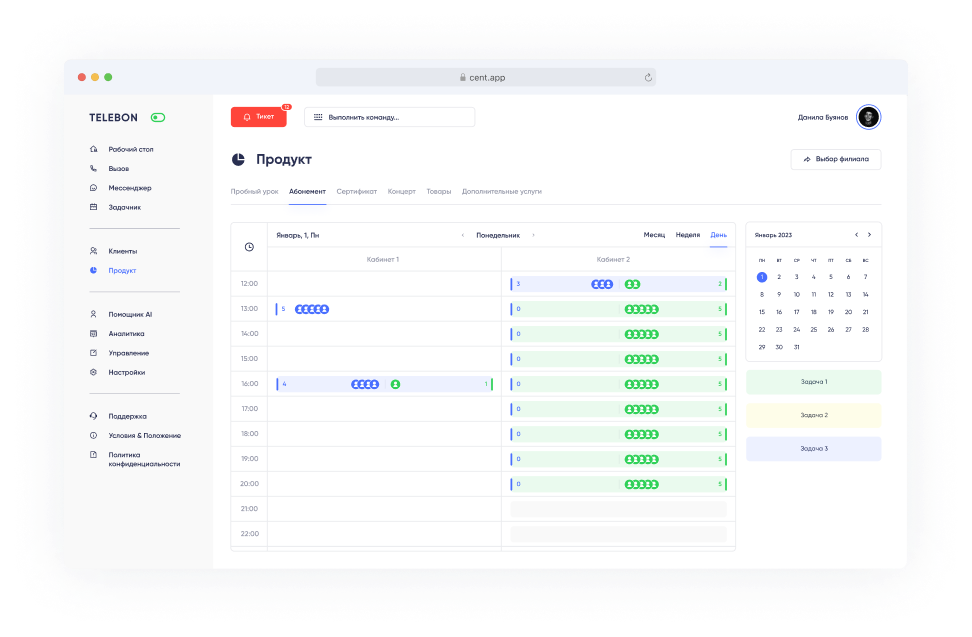 cent.app
TELEBON
Тикет
12
Выполнить команду...
Данила Буянов
Рабочий стол
Вызов
Мессенджер
Задачник
Клиенты
Продукт
Помощник AI
Аналитика
Управление
Настройки
Поддержка
Условия & Положение
Политика
конфиденциальности
Продукт
Выбор филиала
Пробный урок Абонемент Сертификат Концерт Товары Дополнительные услуги
Январь, 1, Пн
‹ Понедельник ›
Месяц Неделя День
Кабинет 1 Кабинет 2
12:00 3 2
13:00 5 0 5
14:00 0 5
15:00 0 5
16:00 4 1 0 5
17:00 0 5
18:00 0 5
19:00 0 5
20:00 0 5
21:00
22:00
Январь 2023
ПН ВТ СР ЧТ ПТ СБ ВС
1 2 3 4 5 6 7
8 9 10 11 12 13 14
15 16 17 18 19 20 21
22 23 24 25 26 27 28
29 30 31
Задача 1
Задача 2
Задача 3